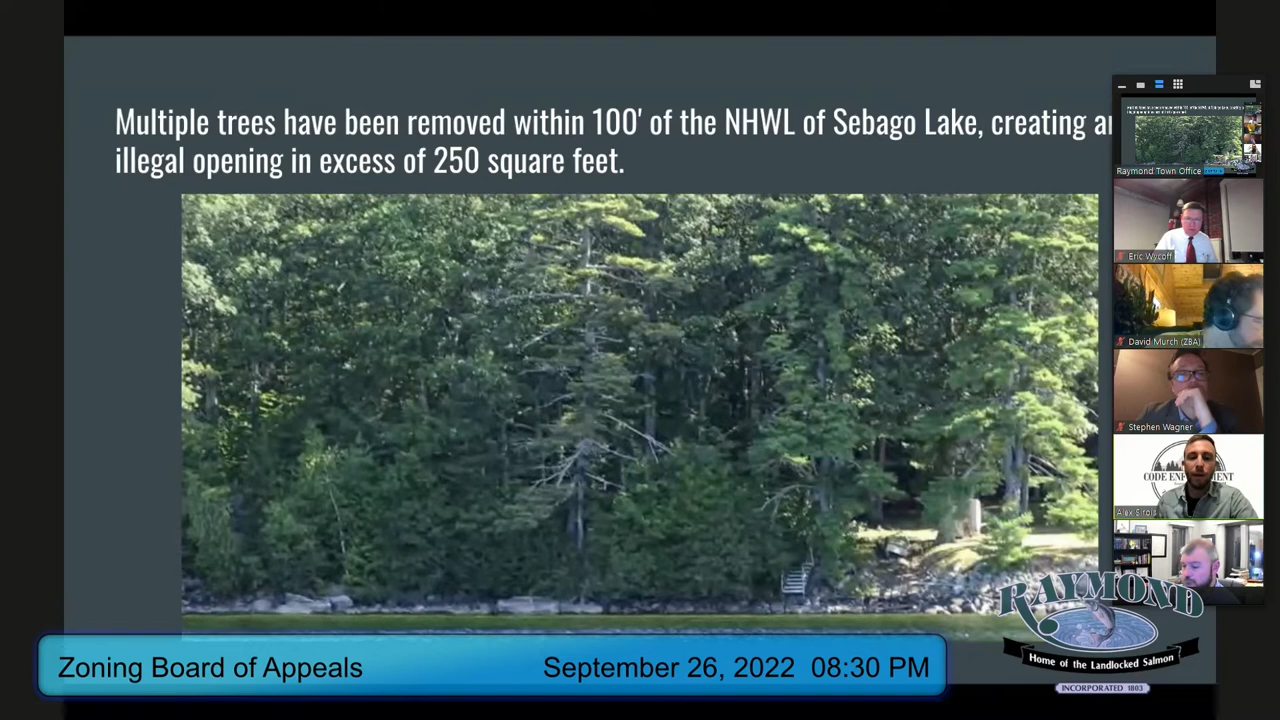 Multiple trees have been removed within 100' of the NHWL of Sebago Lake, creating
illegal opening in excess of 250 square feet.
Raymond Town Office
Eric Wycoff
David Murch (ZBA)
Stephen Wagner
CODE
Alex Sirois
RAYMOND
Home of the Landlocked Salmon
INCORPORATED 1803
Zoning Board of Appeals September 26, 2022 08:30 PM